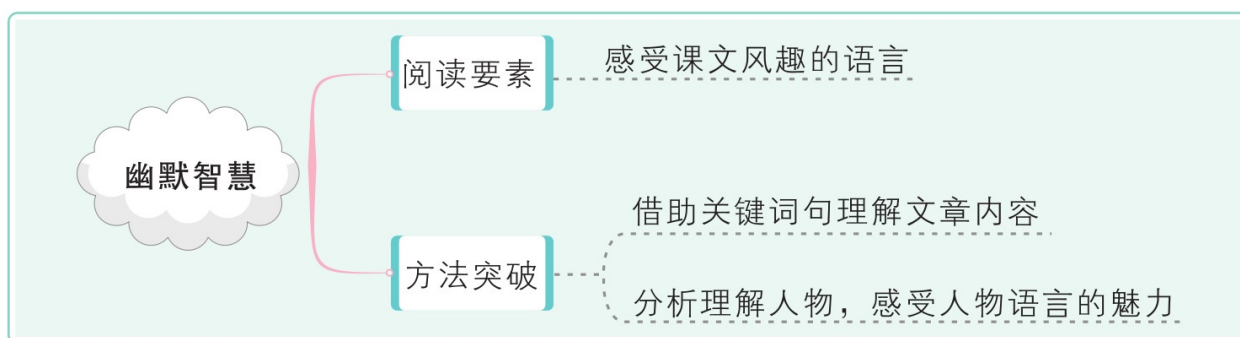 幽默智慧
阅读要素
感受课文风趣的语言
方法突破
借助关键词句理解文章内容
分析理解人物，感受人物语言的魅力